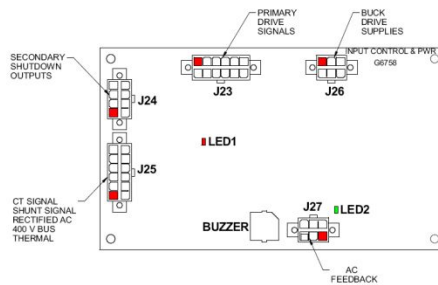 PRIMARY
DRIVE
SIGNALS
BUCK
DRIVE
SUPPLIES
SECONDARY
SHUTDOWN
OUTPUTS
INPUT CONTROL & PWR
G6758
J23
J26
J24
LED1
J25
CT SIGNAL
SHUNT SIGNAL
RECTIFIED AC
400 V BUS
THERMAL
J27
LED2
BUZZER
AC
FEEDBACK